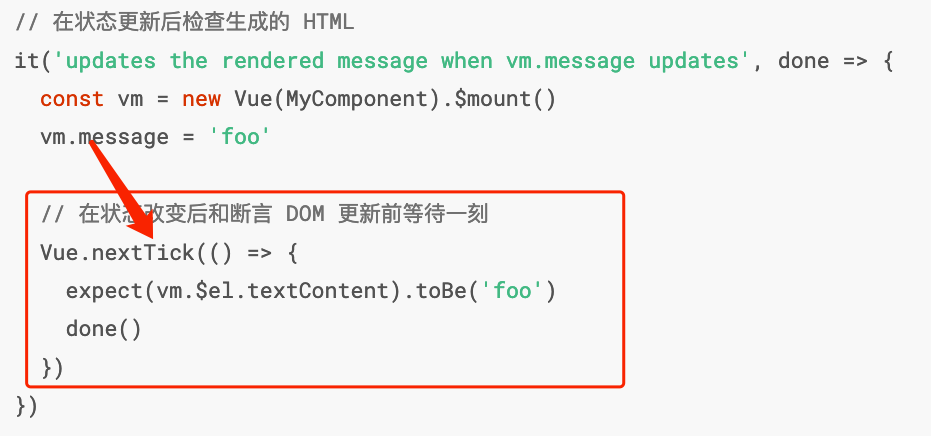 // 在状态更新后检查生成的 HTML
it('updates the rendered message when vm.message updates', done => {
  const vm = new Vue(MyComponent).$mount()
  vm.message = 'foo'
  // 在状态改变后和断言 DOM 更新前等待一刻
  Vue.nextTick(() => {
    expect(vm.$el.textContent).toBe('foo')
    done()
  })
})